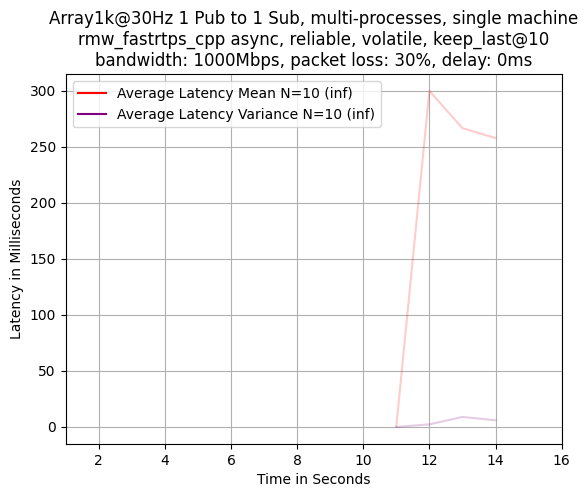 Array1k@30Hz 1 Pub to 1 Sub, multi-processes, single machine
rmw_fastrtps_cpp async, reliable, volatile, keep_last@10
bandwidth: 1000Mbps, packet loss: 30%, delay: 0ms
Average Latency Mean N=10 (inf)
Average Latency Variance N=10 (inf)
Latency in Milliseconds
300
250
200
150
100
50
0
2 4 6 8 10 12 14 16
Time in Seconds